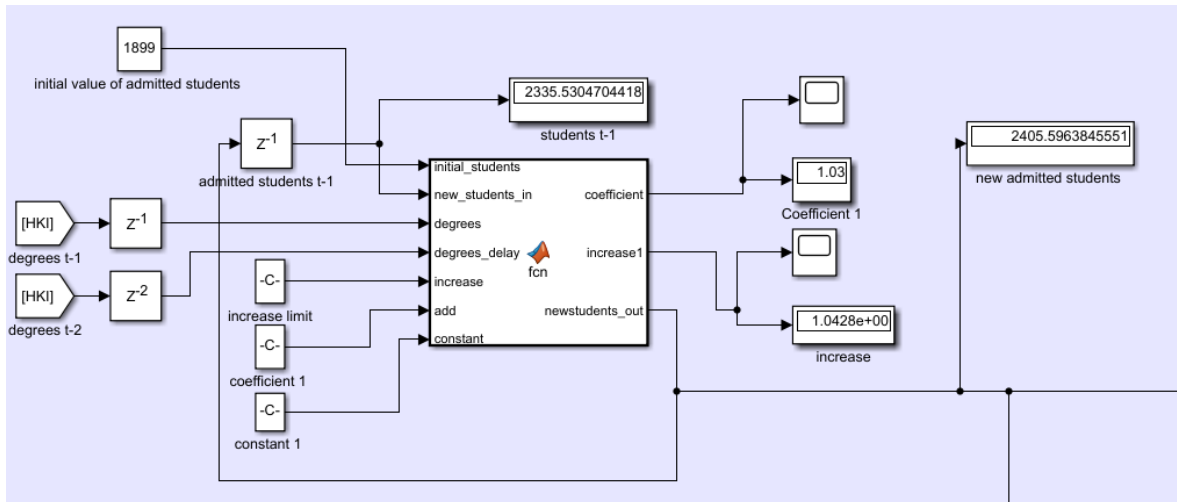 1899
initial value of admitted students
2335.5304704418
students t-1
Z-1
admitted students t-1
2405.5963845551
new admitted students
initial_students
new_students_in
degrees
degrees_delay
increase
add
constant
fcn
coefficient
increase1
newstudents_out
1.03
Coefficient 1
[HKI]
degrees t-1
Z-1
[HKI]
degrees t-2
Z-2
-C-
increase limit
-C-
coefficient 1
-C-
constant 1
1.0428e+00
increase